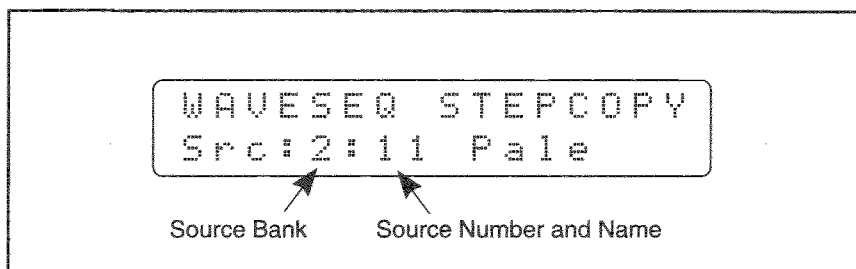 WAVESEQ STEPCOPY
Src:2:11 Pale
Source Bank Source Number and Name